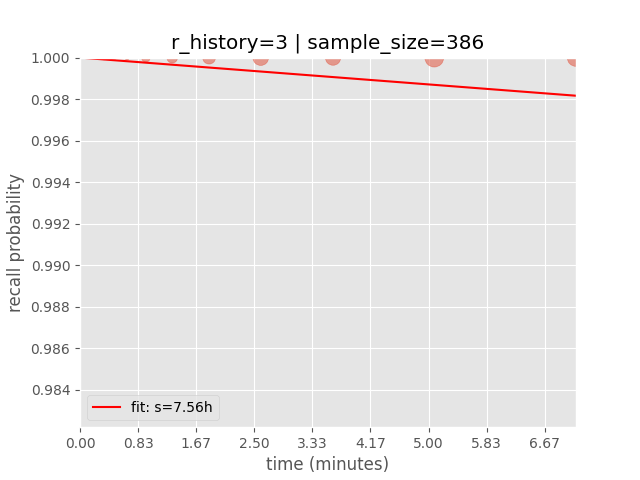 r_history=3 | sample_size=386
recall probability
1.000
0.998
0.996
0.994
0.992
0.990
0.988
0.986
0.984
fit: s=7.56h
0.00 0.83 1.67 2.50 3.33 4.17 5.00 5.83 6.67
time (minutes)